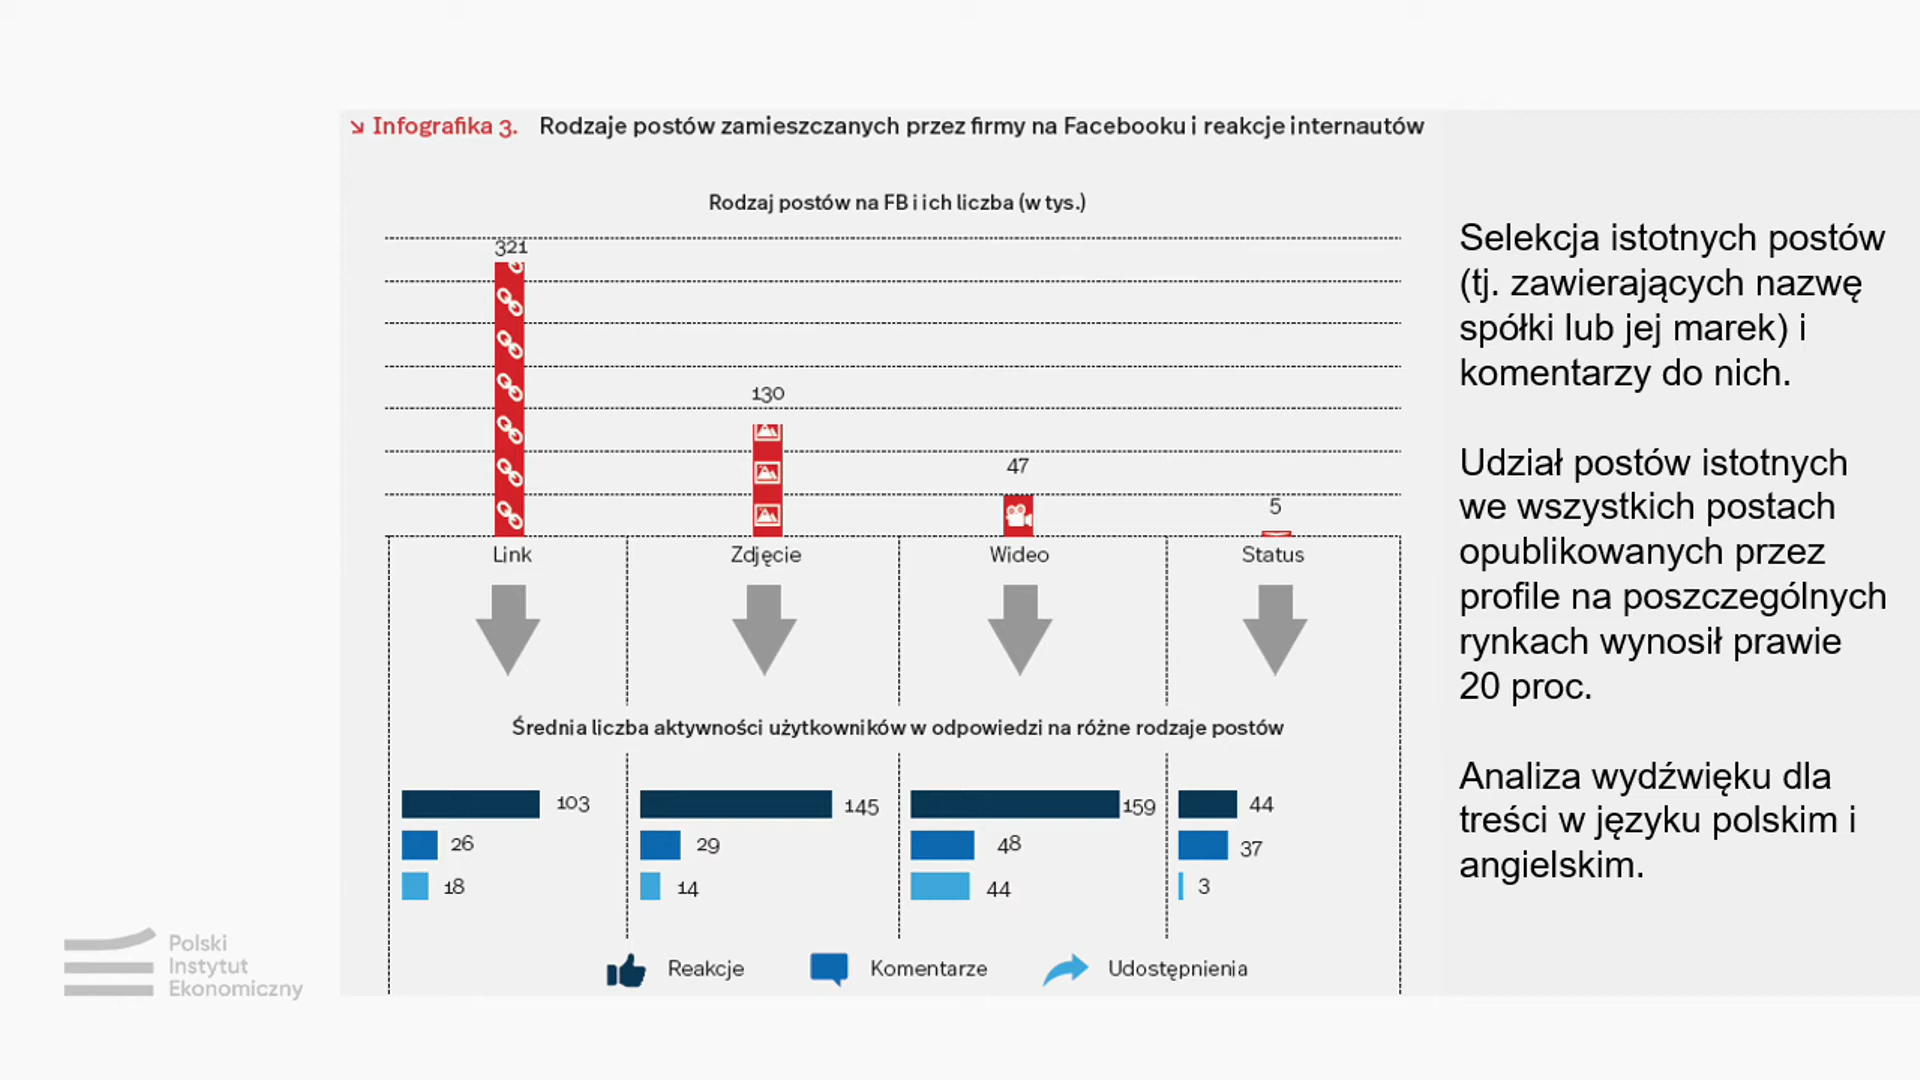 ↘ Infografika 3. Rodzaje postów zamieszczanych przez firmy na Facebooku i reakcje internautów
Rodzaj postów na FB i ich liczba (w tys.)
321
130
47
5
Link
Zdjęcie
Wideo
Status
Średnia liczba aktywności użytkowników w odpowiedzi na różne rodzaje postów
103
26
18
145
29
14
159
48
44
44
37
3
Reakcje
Komentarze
Udostępnienia
Selekcja istotnych postów
(tj. zawierających nazwę
spółki lub jej marek) i
komentarzy do nich.
Udział postów istotnych
we wszystkich postach
opublikowanych przez
profile na poszczególnych
rynkach wynosił prawie
20 proc.
Analiza wydźwięku dla
treści w języku polskim i
angielskim.
Polski
Instytut
Ekonomiczny